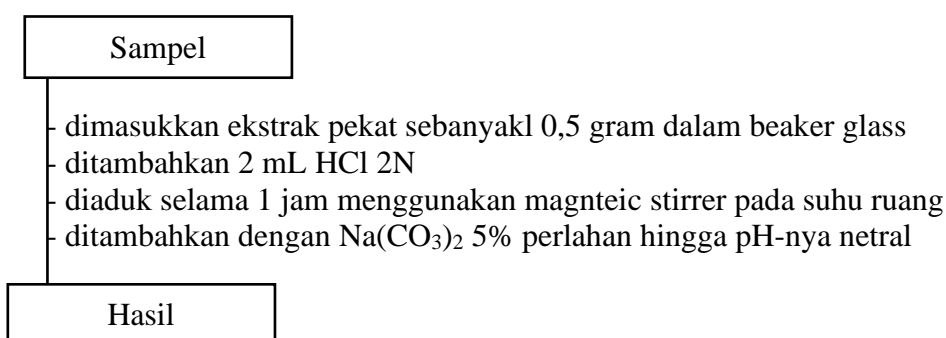 Sampel
- dimasukkan ekstrak pekat sebanyakl 0,5 gram dalam beaker glass
- ditambahkan 2 mL HCl 2N
- diaduk selama 1 jam menggunakan magnteic stirrer pada suhu ruang
- ditambahkan dengan Na(CO₃)₂ 5% perlahan hingga pH-nya netral
Hasil